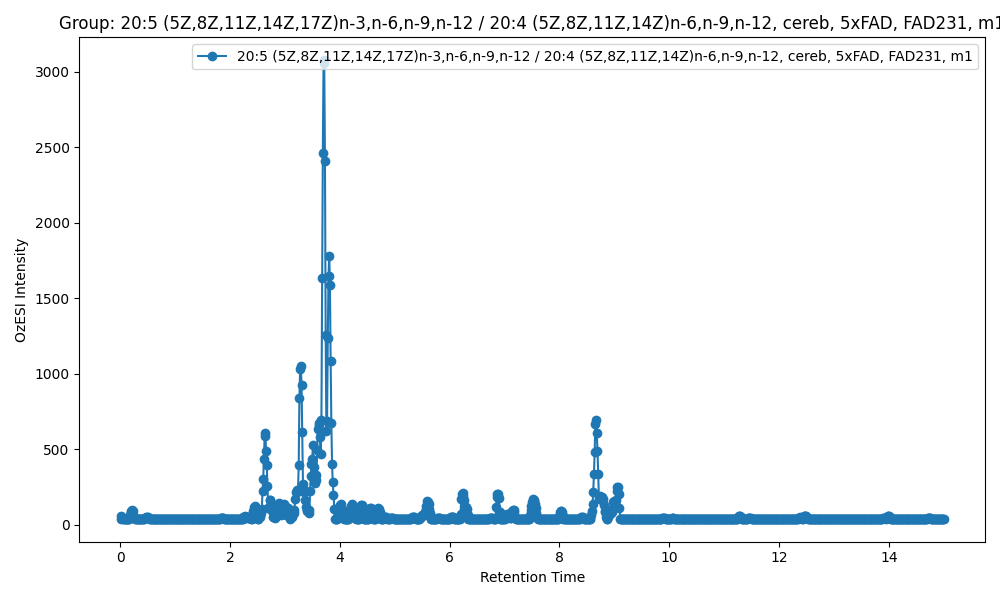 Group: 20:5 (5Z,8Z,11Z,14Z,17Z)n-3,n-6,n-9,n-12 / 20:4 (5Z,8Z,11Z,14Z)n-6,n-9,n-12, cereb, 5xFAD, FAD231, m1
20:5 (5Z,8Z,11Z,14Z,17Z)n-3,n-6,n-9,n-12 / 20:4 (5Z,8Z,11Z,14Z)n-6,n-9,n-12, cereb, 5xFAD, FAD231, m1
3000
2500
2000
1500
1000
500
0
OzESI Intensity
0 2 4 6 8 10 12 14
Retention Time